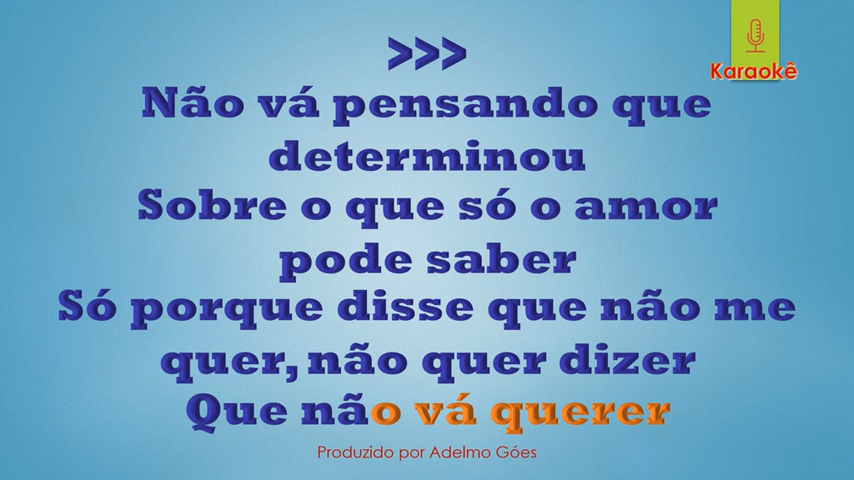 >>>
Karaokê
Não vá pensando que
determinou
Sobre o que só o amor
pode saber
Só porque disse que não me
quer, não quer dizer
Que não vá querer
Produzido por Adelmo Góes